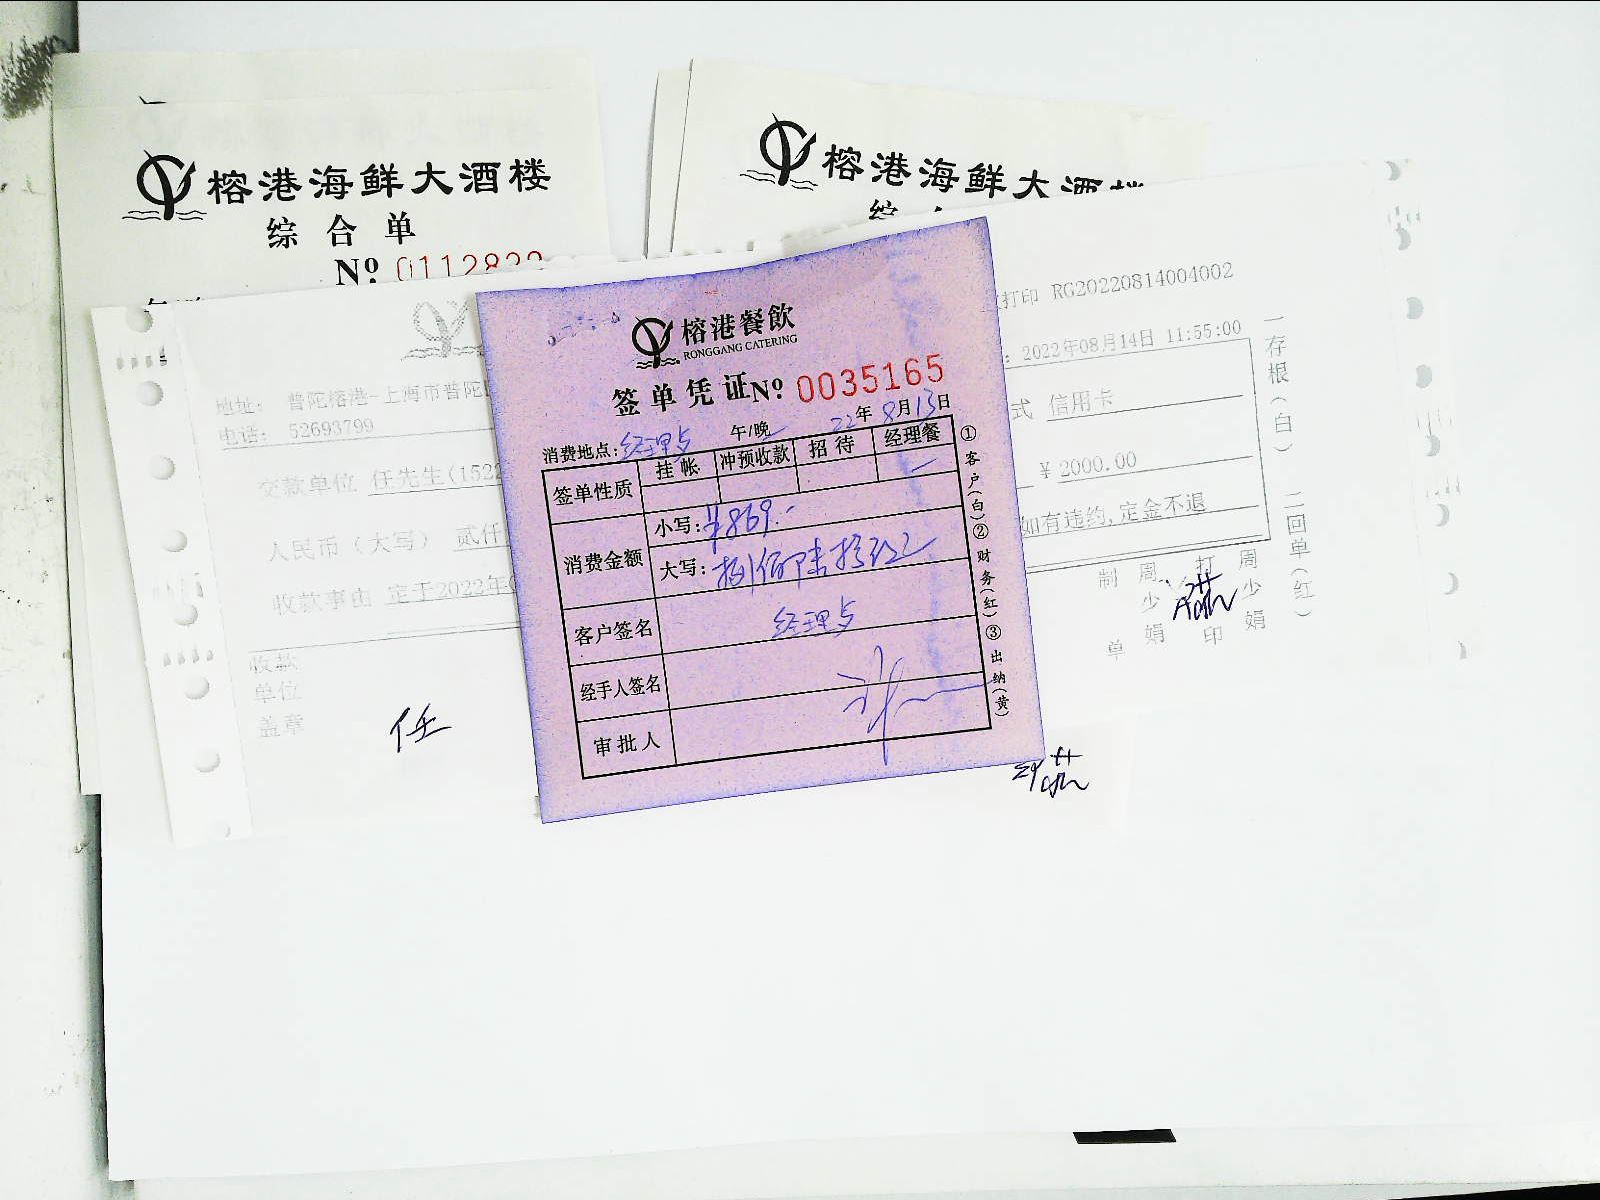 榕港海鲜大酒楼
综合单
Nº 0112822
榕港海鲜大酒
打印 RG20220814004002
2022年08月14日 11:55:00
地址： 普陀榕港-上海市普陀
电话： 52693799
式 信用卡
交款单位 任先生(1522
¥2000.00
人民币（大写） 贰仟
如有违约,定金不退
收款事由 定于2022年
制单 周少娟
打印 周少娟
收款
单位
盖章
任
一存根(白) 二回单(红)
榕港餐飲
RONGGANG CATERING
签单凭证Nº 0035165
22年8月13日
消费地点：经理点 午/晚
签单性质 挂帐 冲预收款 招待 经理餐
消费金额 小写：¥869.-
大写：捌佰陆拾玖
客户签名 经理点
经手人签名
审批人
①客户(白)②财务(红)③出纳(黄)